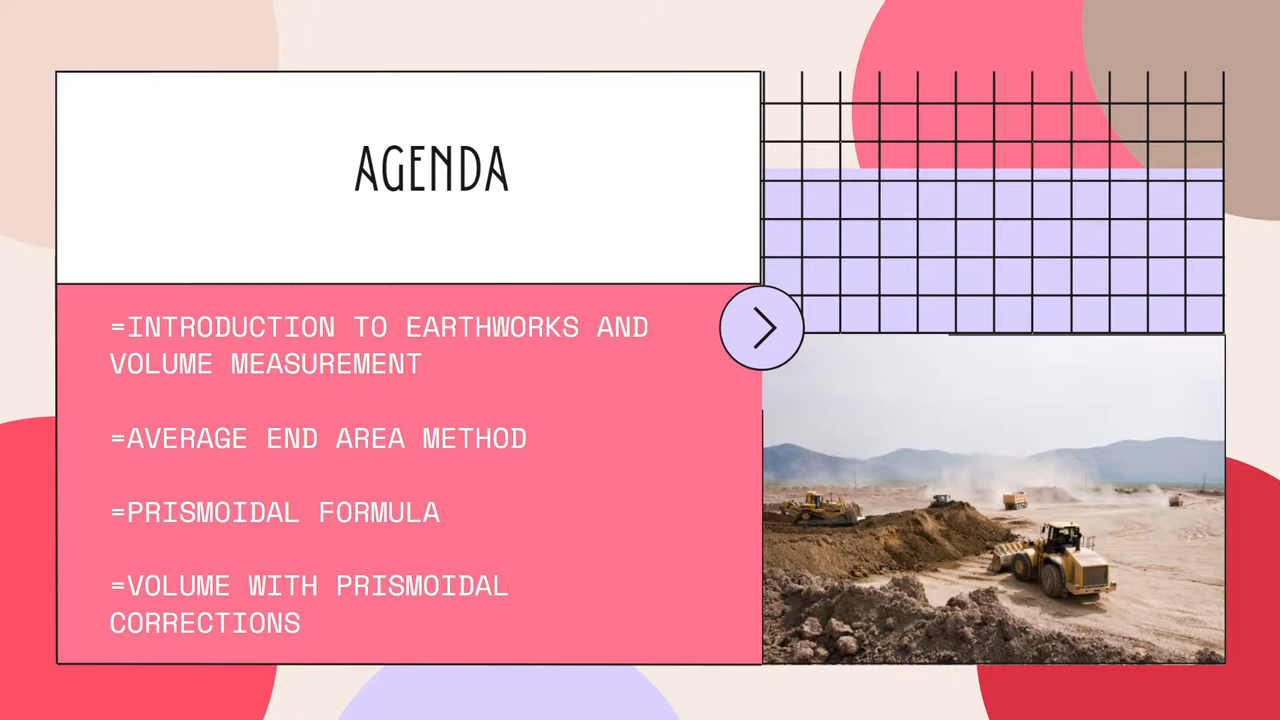 AGENDA
=INTRODUCTION TO EARTHWORKS AND
VOLUME MEASUREMENT
=AVERAGE END AREA METHOD
=PRISMOIDAL FORMULA
=VOLUME WITH PRISMOIDAL
CORRECTIONS